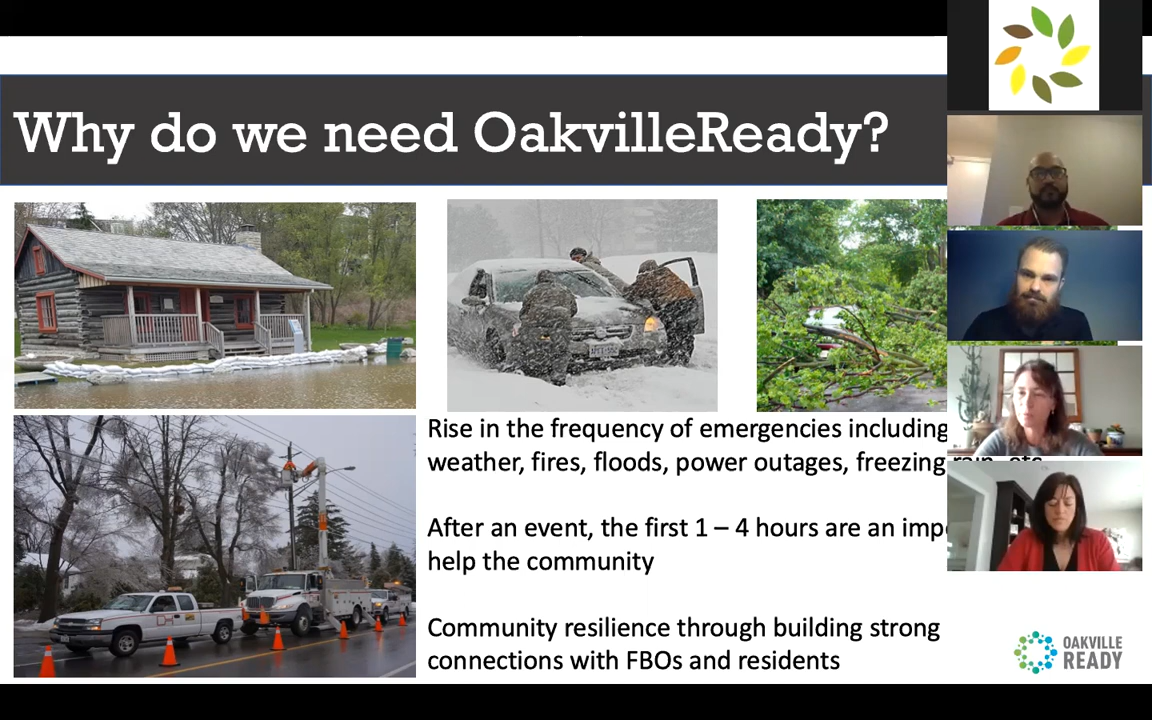 Why do we need OakvilleReady?
Rise in the frequency of emergencies including
weather, fires, floods, power outages, freezing rain, etc
After an event, the first 1 – 4 hours are an
help the community
Community resilience through building strong
connections with FBOs and residents
OAKVILLE
READY